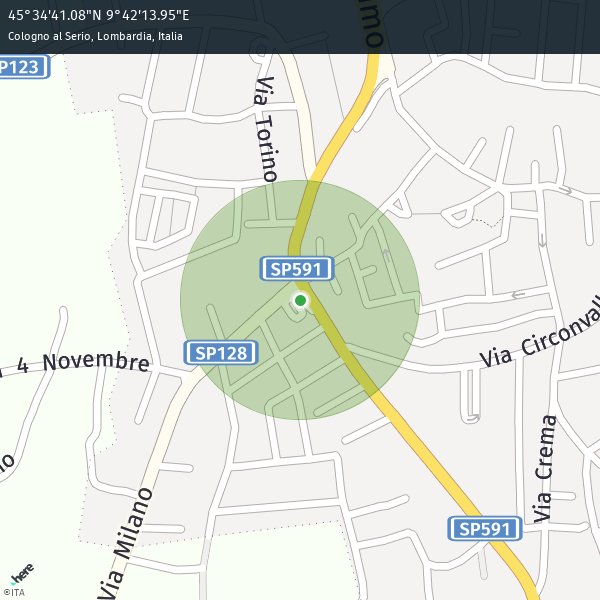 45°34'41.08"N 9°42'13.95"E
Cologno al Serio, Lombardia, Italia
SP123
Via Torino
SP591
SP128
4 Novembre
Via Circonvall
Via Crema
Via Milano
SP591
here
©ITA